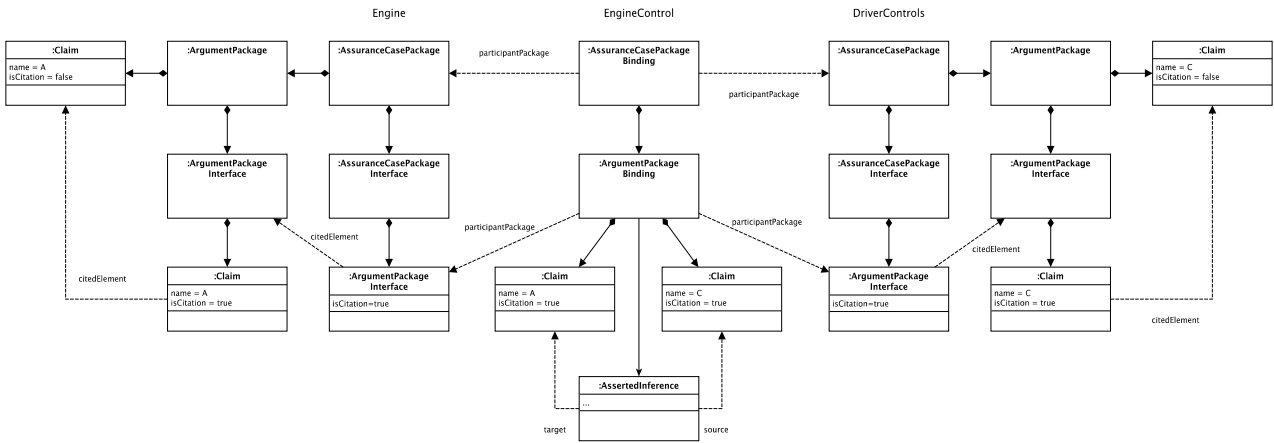 Engine
EngineControl
DriverControls
:Claim
name = A
isCitation = false
:ArgumentPackage
:AssuranceCasePackage
participantPackage
:AssuranceCasePackage
Binding
participantPackage
:AssuranceCasePackage
:ArgumentPackage
:Claim
name = C
isCitation = false
:ArgumentPackage
Interface
:AssuranceCasePackage
Interface
:ArgumentPackage
Binding
:AssuranceCasePackage
Interface
:ArgumentPackage
Interface
citedElement
participantPackage
participantPackage
citedElement
citedElement
:Claim
name = A
isCitation = true
:ArgumentPackage
Interface
isCitation=true
:Claim
name = A
isCitation = true
:Claim
name = C
isCitation = true
:ArgumentPackage
Interface
isCitation=true
:Claim
name = C
isCitation = true
citedElement
:AssertedInference
...
target
source